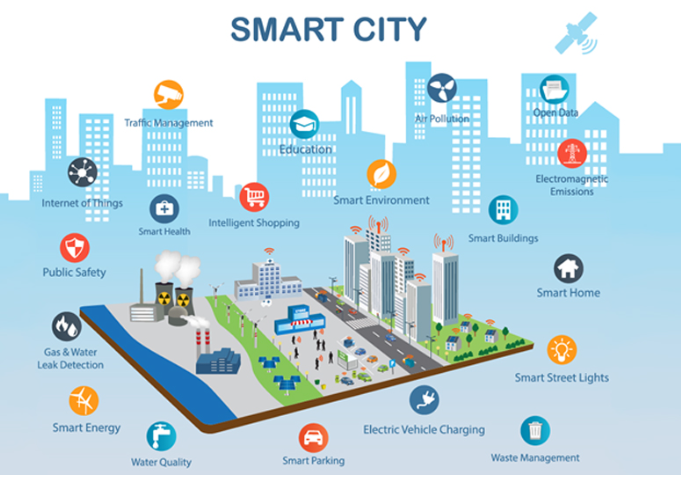 SMART CITY
Traffic Management
Education
Air Pollution
Open Data
Internet of Things
Smart Health
Intelligent Shopping
Smart Environment
Electromagnetic
Emissions
Smart Buildings
Public Safety
Smart Home
Gas & Water
Leak Detection
Smart Street Lights
Smart Energy
Water Quality
Smart Parking
Electric Vehicle Charging
Waste Management